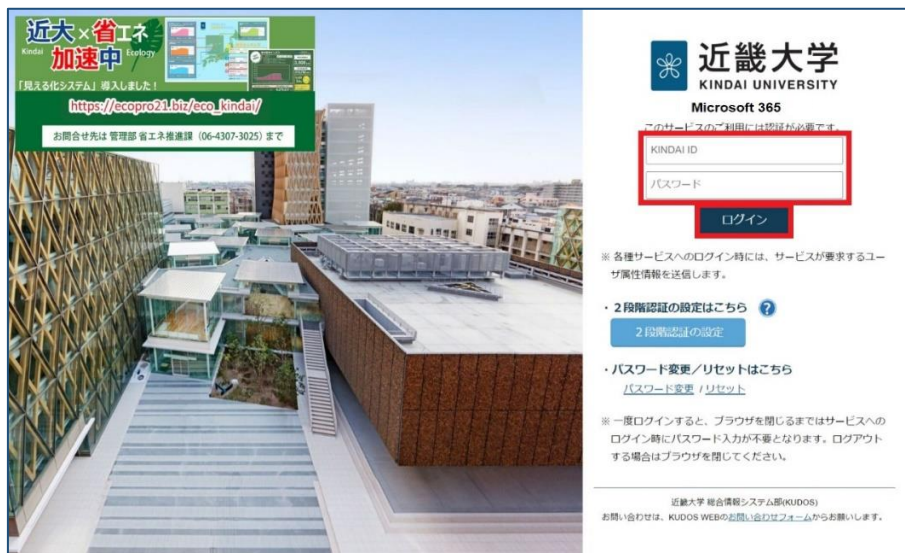 近大×省エネ
Kindai 加速中 Ecology
「見える化システム」導入しました！
https://ecopro21.biz/eco_kindai/
お問合せ先は 管理部 省エネ推進課（06-4307-3025）まで
近畿大学
KINDAI UNIVERSITY
Microsoft 365
このサービスのご利用には認証が必要です。
KINDAI ID
パスワード
ログイン
※ 各種サービスへのログイン時には、サービスが要求するユー
ザ属性情報を送信します。
・２段階認証の設定はこちら ?
２段階認証の設定
・パスワード変更／リセットはこちら
パスワード変更 / リセット
※ 一度ログインすると、ブラウザを閉じるまではサービスへの
ログイン時にパスワード入力が不要となります。ログアウト
する場合はブラウザを閉じてください。
近畿大学 総合情報システム部(KUDOS)
お問い合わせは、KUDOS WEBのお問い合わせフォームからお願いします。